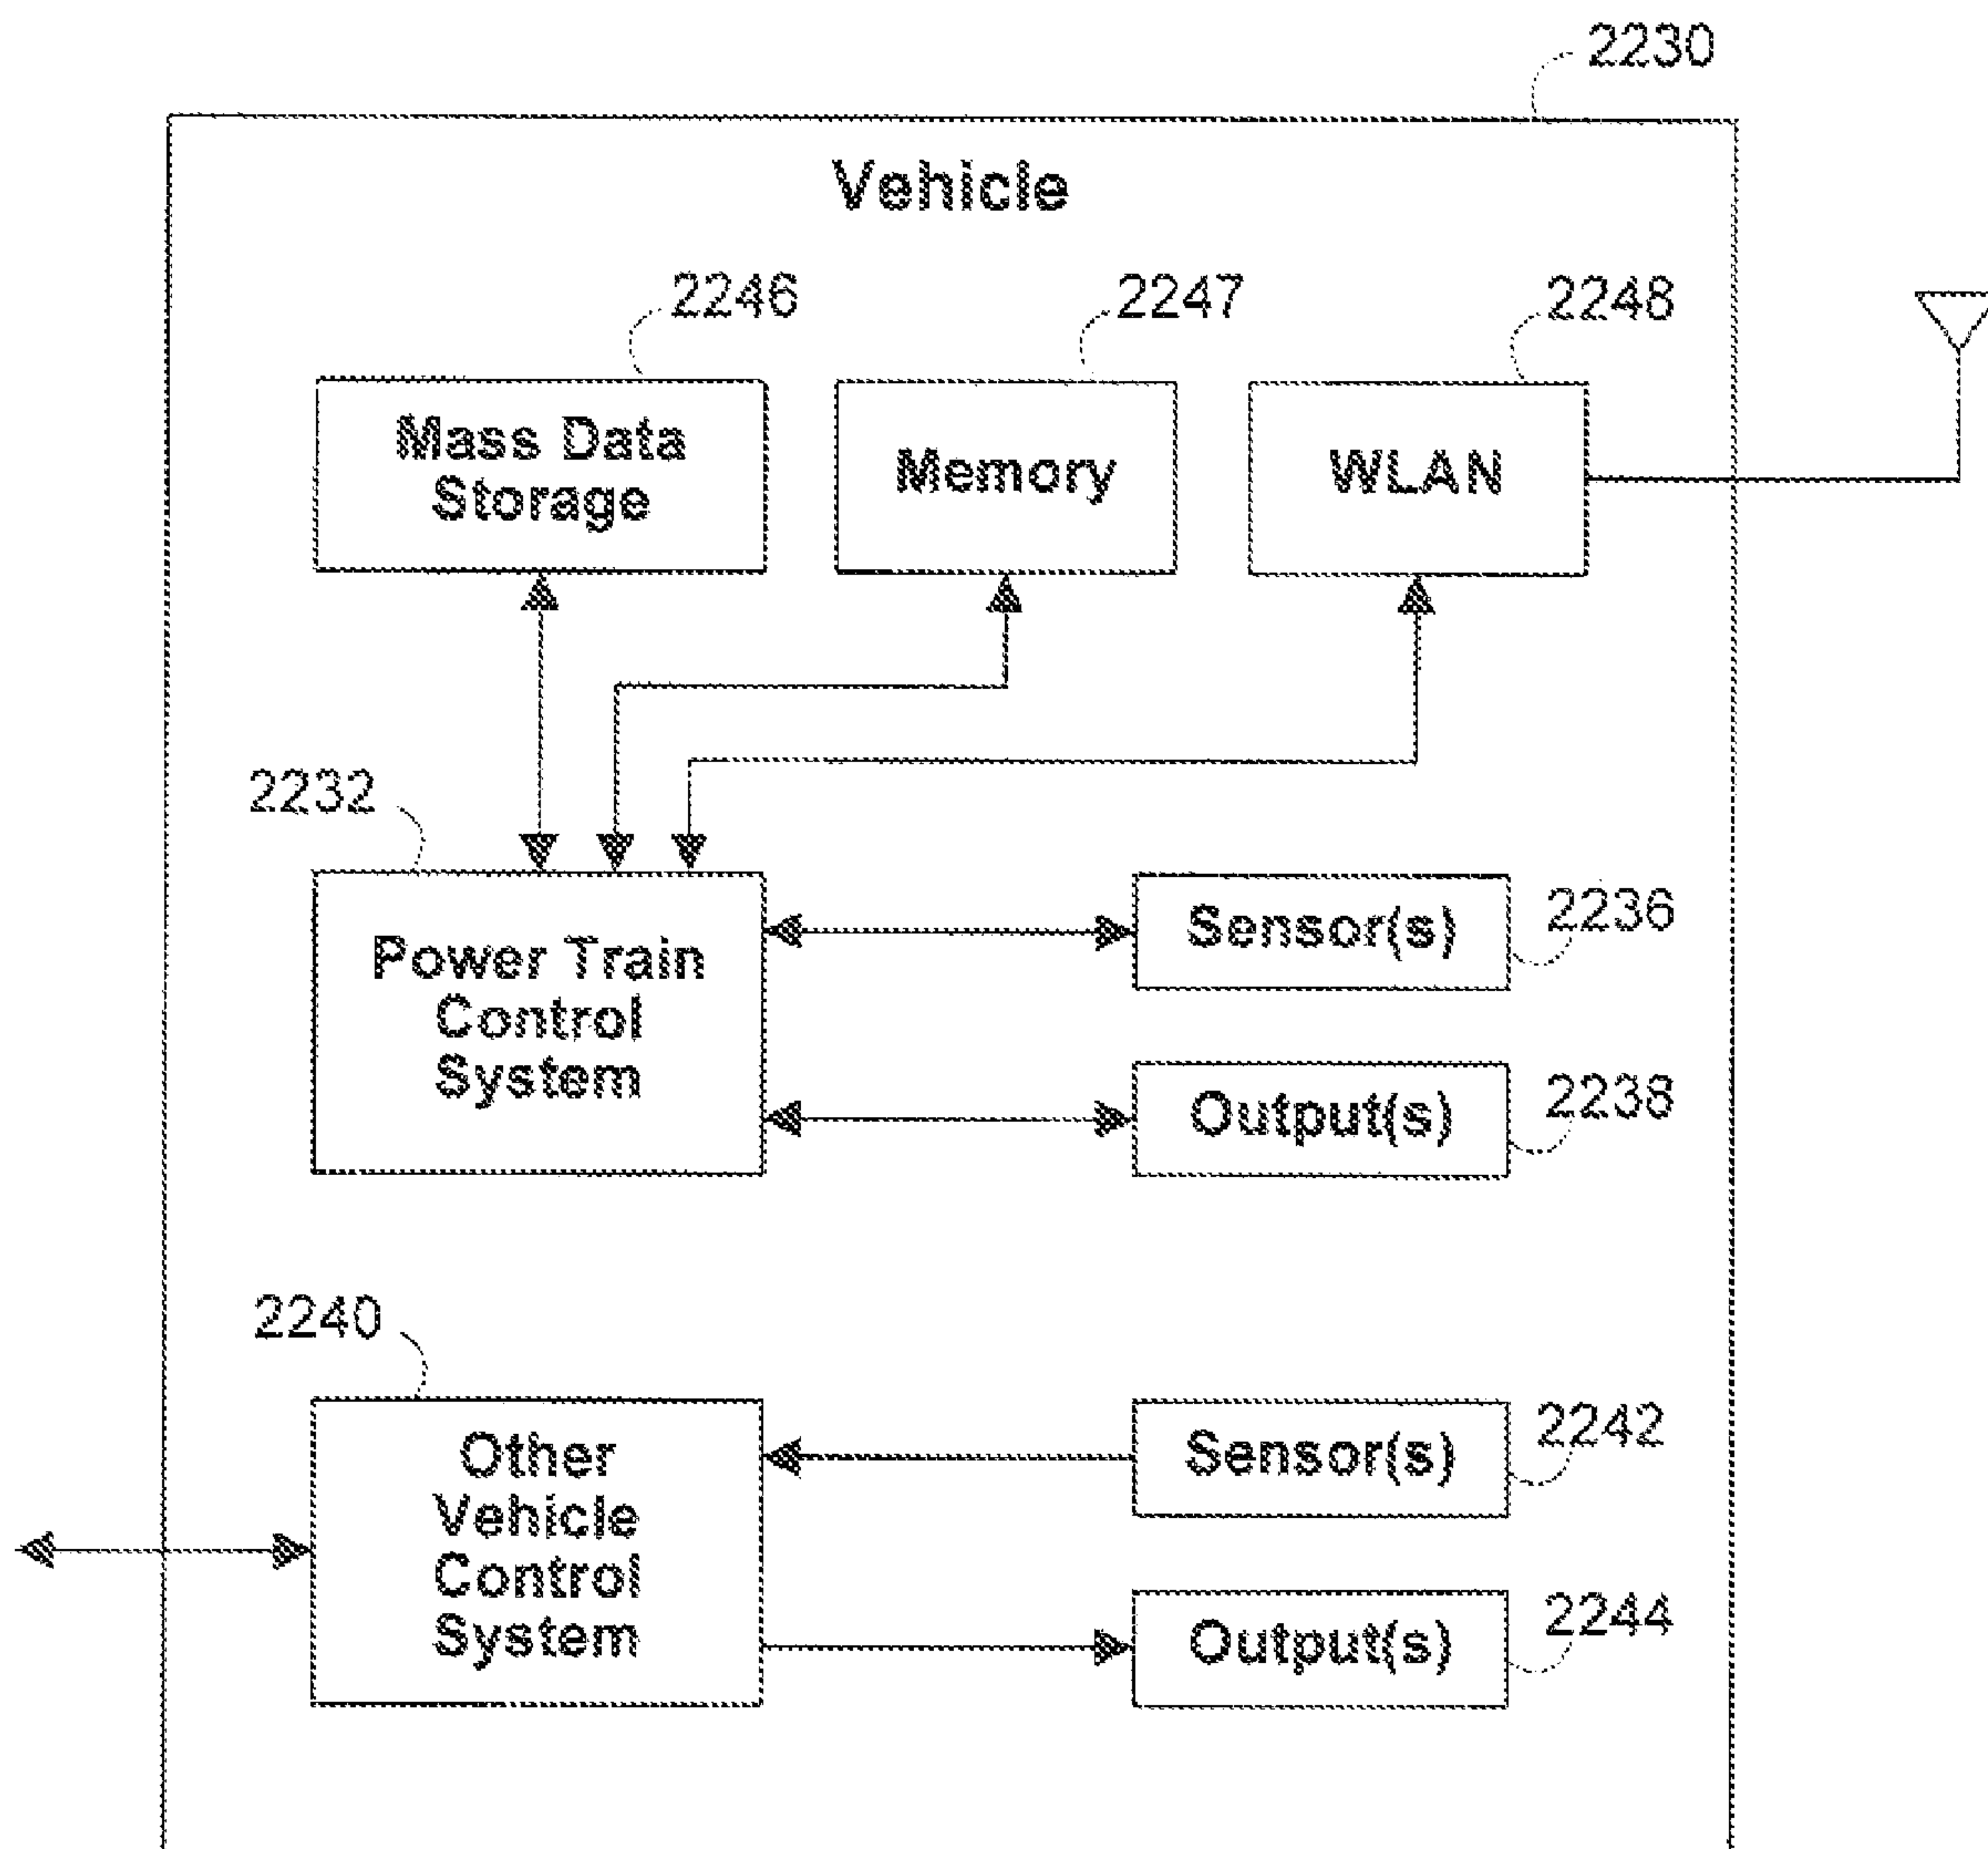 2230
Vehicle
2246
2247
2248
Mass Data
Storage
Memory
WLAN
2232
Power Train
Control
System
Sensor(s)
2236
Output(s)
2238
2240
Other
Vehicle
Control
System
Sensor(s)
2242
Output(s)
2244